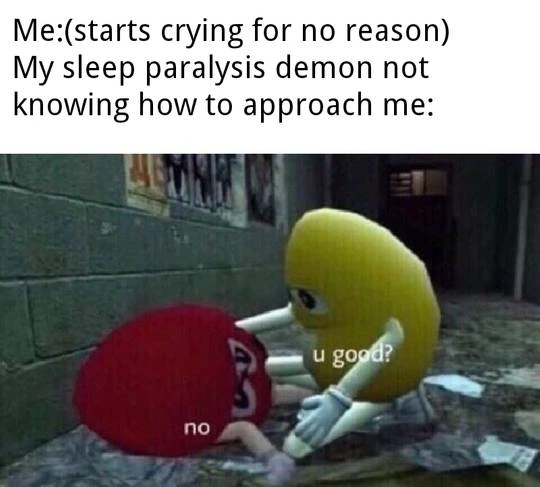 Me:(starts crying for no reason)
My sleep paralysis demon not
knowing how to approach me:
u good?
no